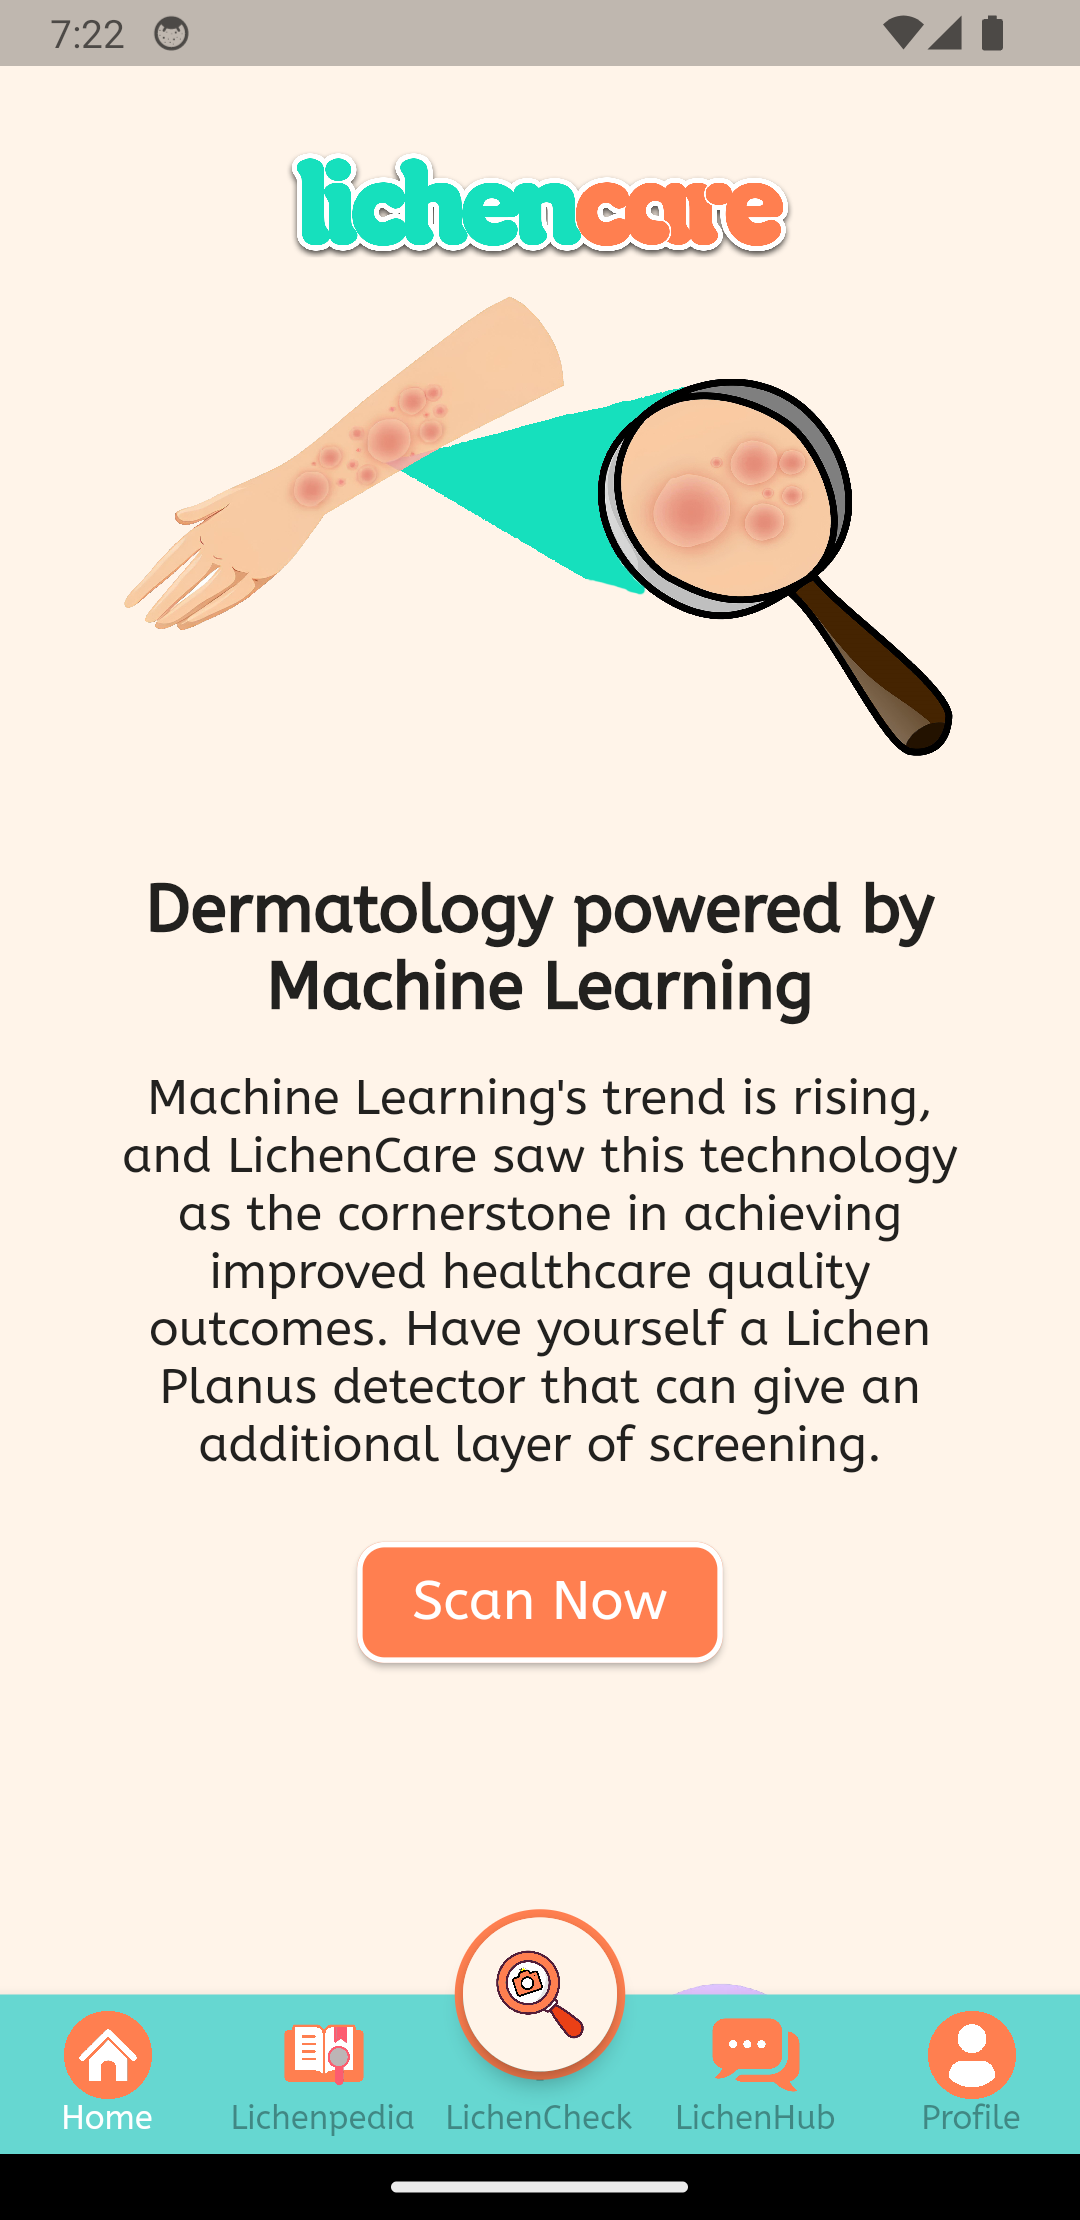 7:22
lichencare
Dermatology powered by
Machine Learning
Machine Learning's trend is rising,
and LichenCare saw this technology
as the cornerstone in achieving
improved healthcare quality
outcomes. Have yourself a Lichen
Planus detector that can give an
additional layer of screening.
Scan Now
Home
Lichenpedia
LichenCheck
LichenHub
Profile